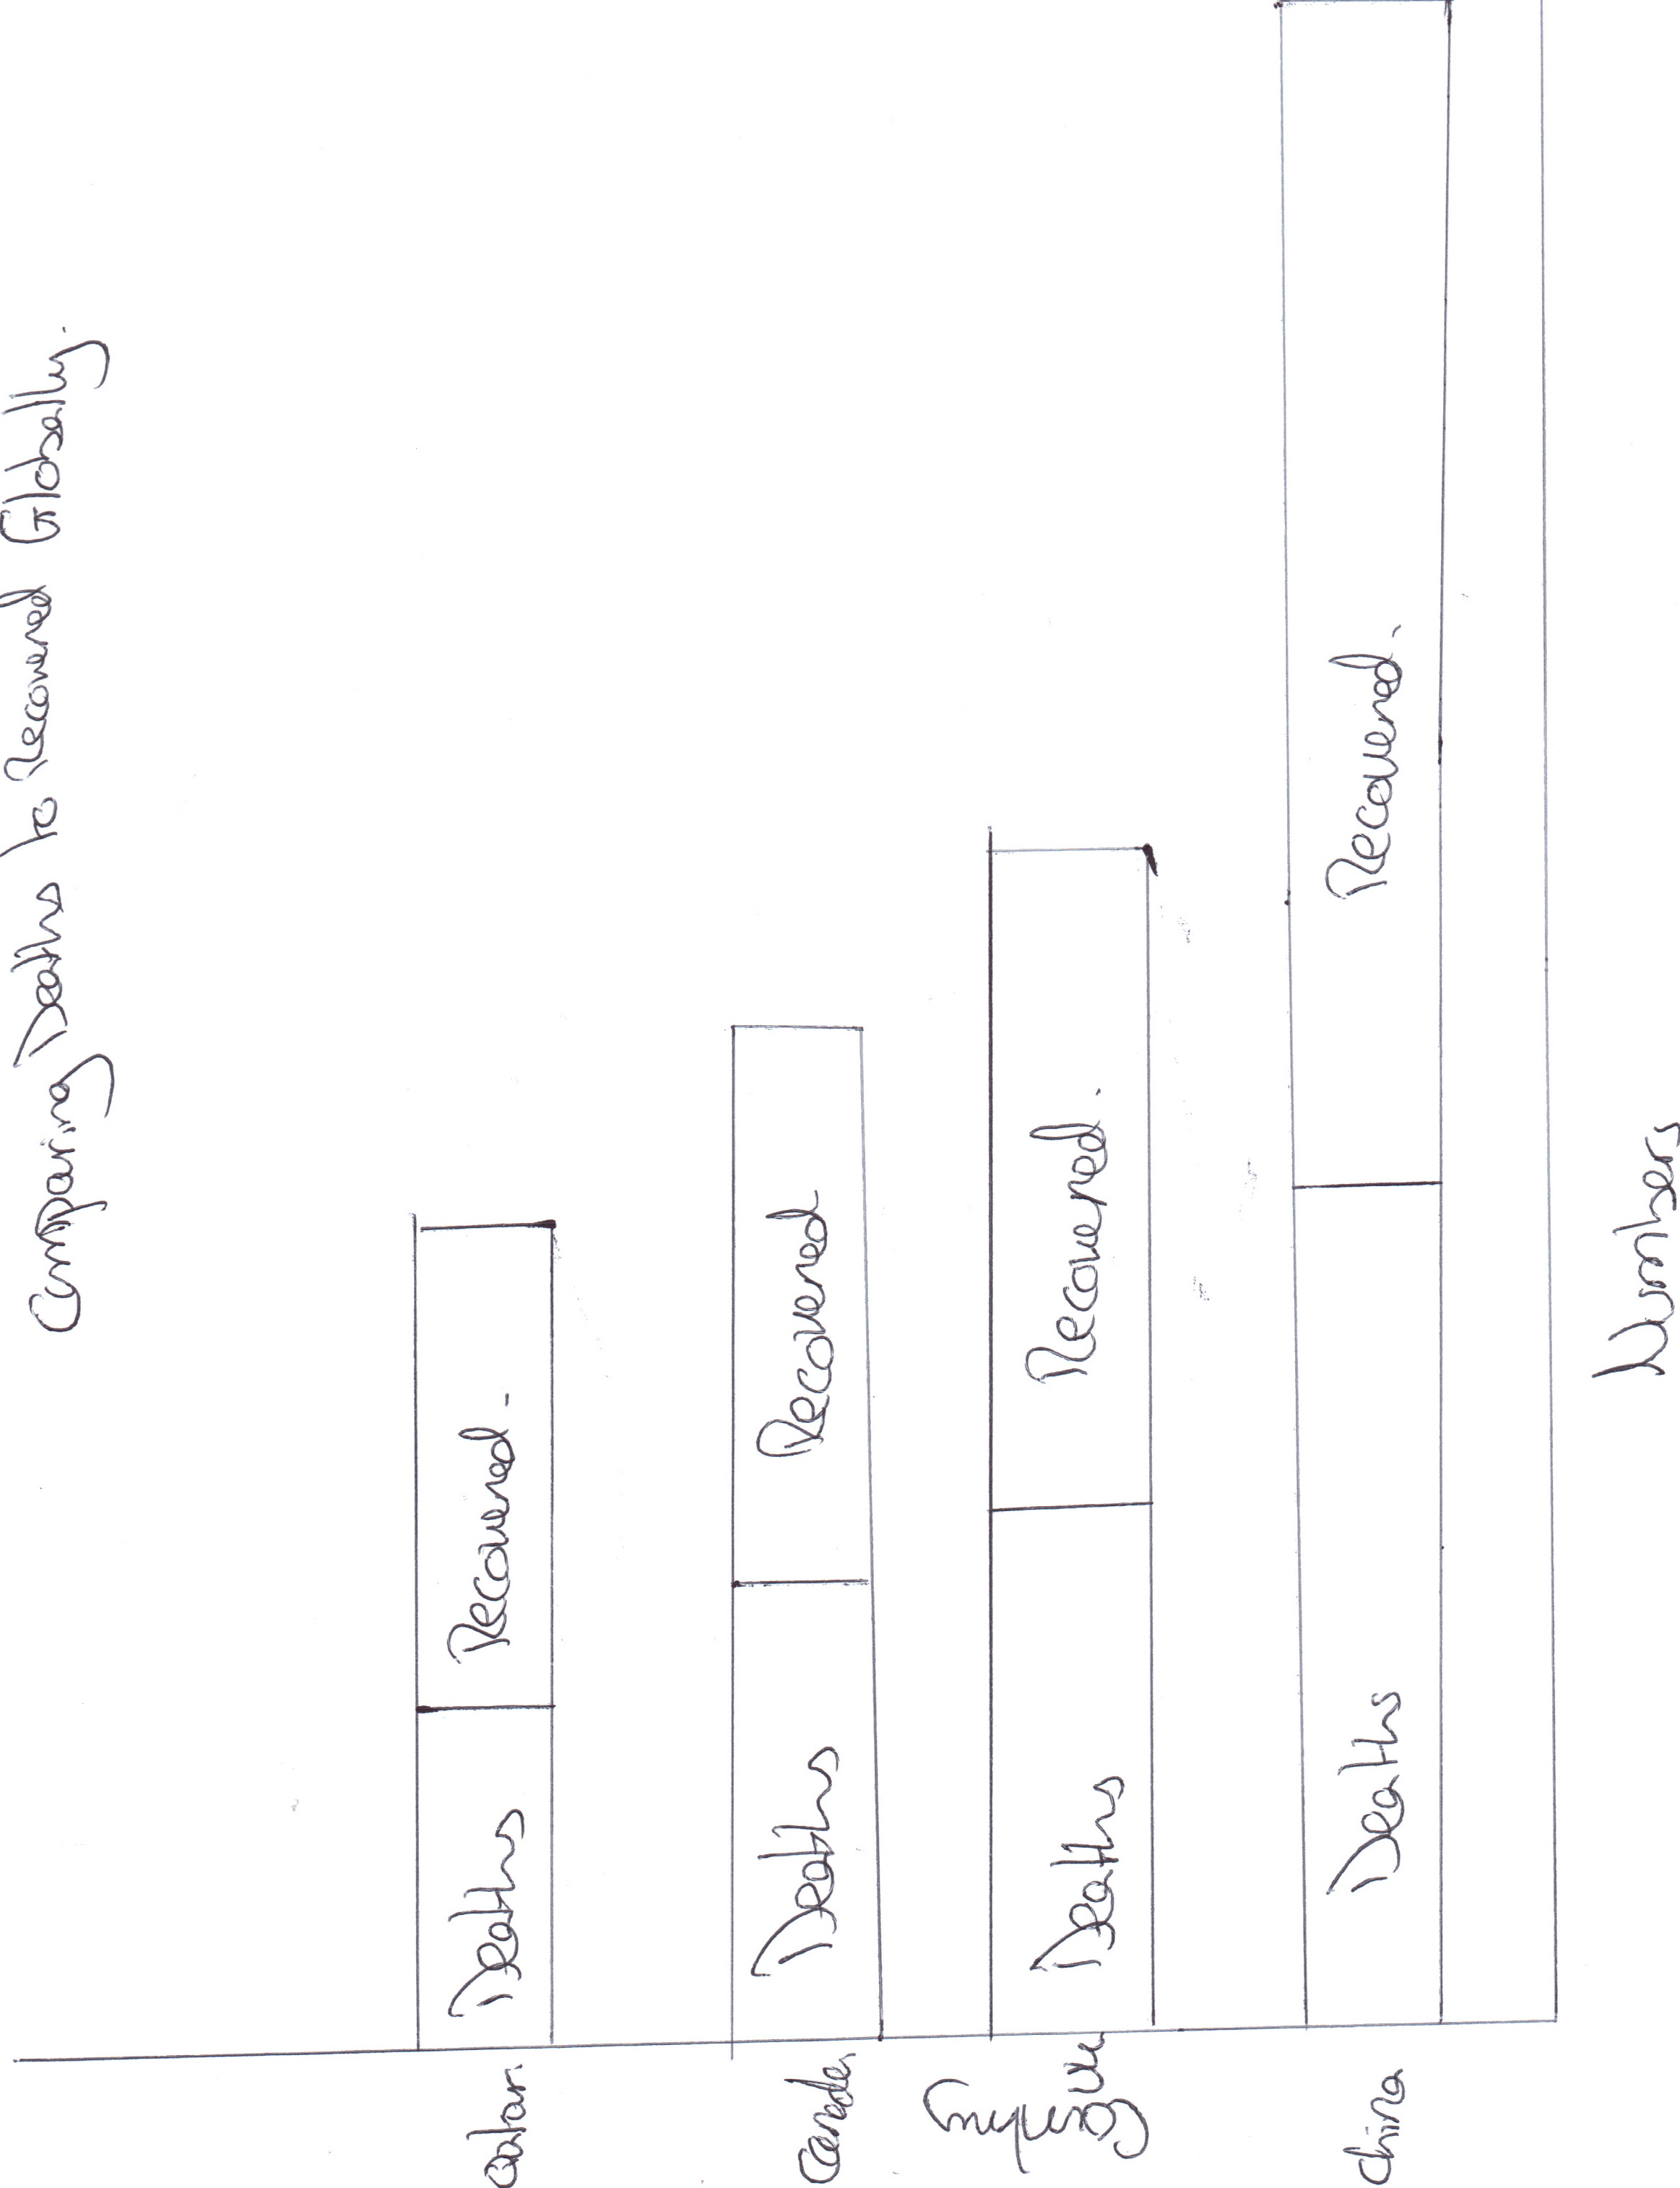 Comparing Deaths to Recovered Globally.
Qatar
Deaths
Recovered
Canada
Deaths
Recovered
Country
UK
Deaths
Recovered.
China
Deaths
Recovered.
Numbers